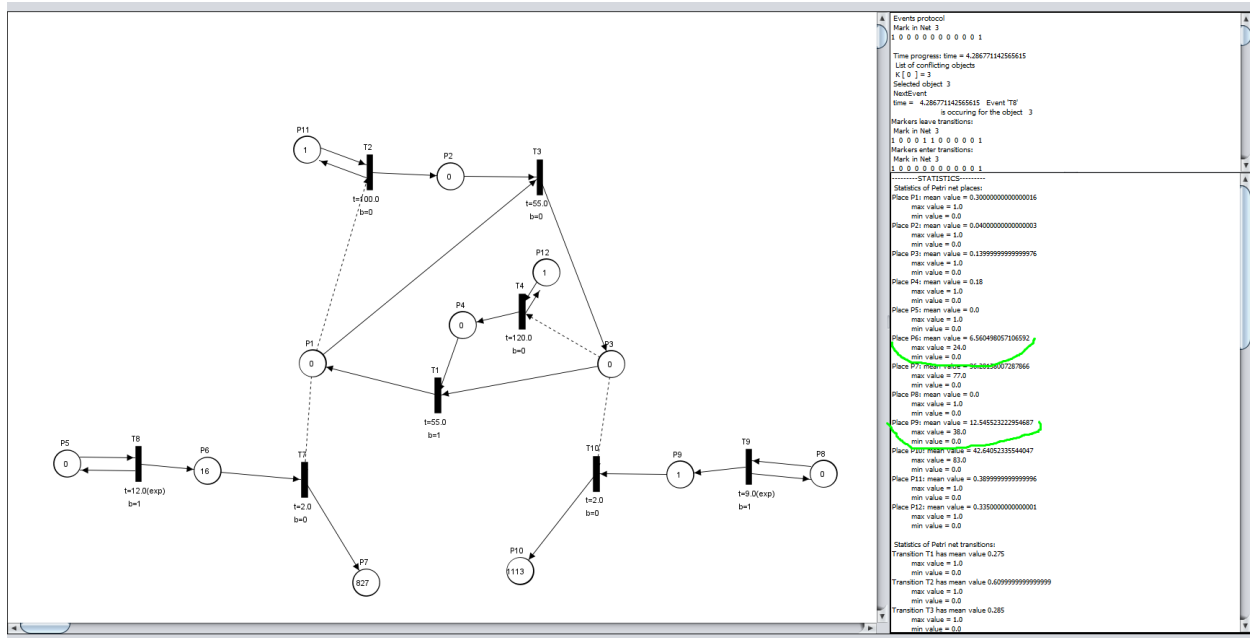 P11
1
T2
t=100.0
b=0
P2
0
T3
t=55.0
b=0
P12
1
T4
t=120.0
b=0
P4
0
P1
0
P3
0
T1
t=55.0
b=1
P5
0
T8
t=12.0(exp)
b=1
P6
16
T7
t=2.0
b=0
P7
827
T10
t=2.0
b=0
P9
1
T9
t=9.0(exp)
b=1
P8
0
P10
1113
Events protocol
Mark in Net 3
1 0 0 0 0 0 0 0 0 0 0 0 1
Time progress: time = 4.286771142565615
List of conflicting objects
K [ 0 ] = 3
Selected object 3
NextEvent
time = 4.286771142565615 Event 'T8'
is occuring for the object 3
Markers leave transitions:
Mark in Net 3
1 0 0 0 1 1 0 0 0 0 0 0 1
Markers enter transitions:
Mark in Net 3
1 0 0 0 0 0 0 0 0 0 0 0 1
---------STATISTICS---------
Statistics of Petri net places:
Place P1: mean value = 0.30000000000000016
max value = 1.0
min value = 0.0
Place P2: mean value = 0.04000000000000003
max value = 1.0
min value = 0.0
Place P3: mean value = 0.13999999999999976
max value = 1.0
min value = 0.0
Place P4: mean value = 0.18
max value = 1.0
min value = 0.0
Place P5: mean value = 0.0
max value = 1.0
min value = 0.0
Place P6: mean value = 6.560498057106592
max value = 24.0
min value = 0.0
Place P7: mean value =
max value = 77.0
min value = 0.0
Place P8: mean value = 0.0
max value = 1.0
min value = 0.0
Place P9: mean value = 12.545523222954687
max value = 38.0
min value = 0.0
Place P10: mean value = 42.64052335544047
max value = 83.0
min value = 0.0
Place P11: mean value = 0.3899999999999996
max value = 1.0
min value = 0.0
Place P12: mean value = 0.3350000000000001
max value = 1.0
min value = 0.0
Statistics of Petri net transitions:
Transition T1 has mean value 0.275
max value = 1.0
min value = 0.0
Transition T2 has mean value 0.6099999999999999
max value = 1.0
min value = 0.0
Transition T3 has mean value 0.285
max value = 1.0
min value = 0.0